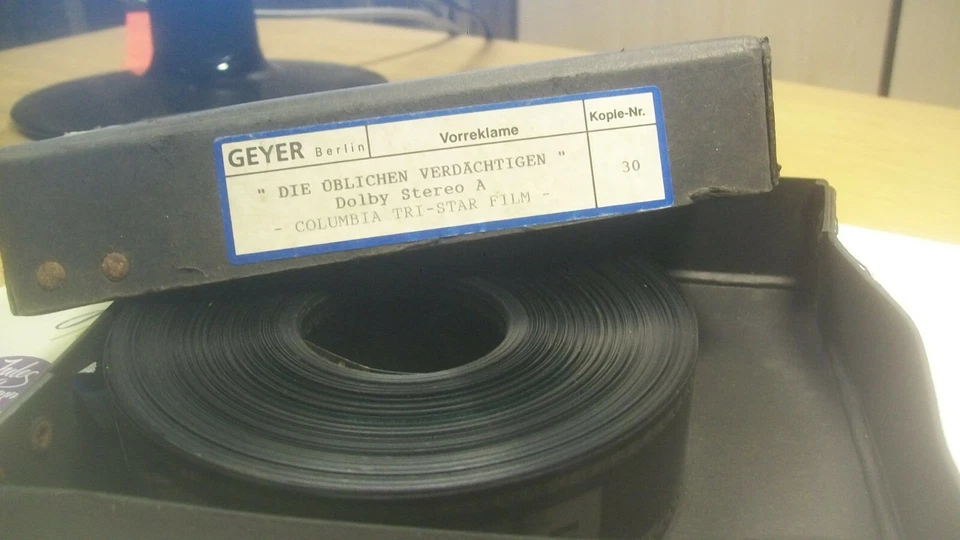 GEYER Berlin
Vorreklame
Kopie-Nr.
" DIE ÜBLICHEN VERDÄCHTIGEN "
30
Dolby Stereo A
- COLUMBIA TRI-STAR FILM -